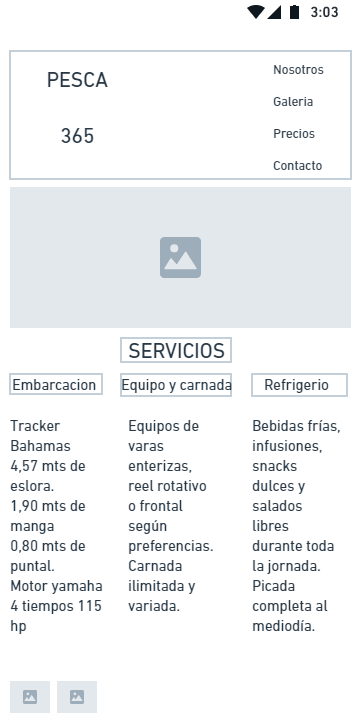 3:03
PESCA
365
Nosotros
Galeria
Precios
Contacto
SERVICIOS
Embarcacion
Tracker
Bahamas
4,57 mts de
eslora.
1,90 mts de
manga
0,80 mts de
puntal.
Motor yamaha
4 tiempos 115
hp
Equipo y carnada
Equipos de
varas
enterizas,
reel rotativo
o frontal
según
preferencias.
Carnada
ilimitada y
variada.
Refrigerio
Bebidas frías,
infusiones,
snacks
dulces y
salados
libres
durante toda
la jornada.
Picada
completa al
mediodía.